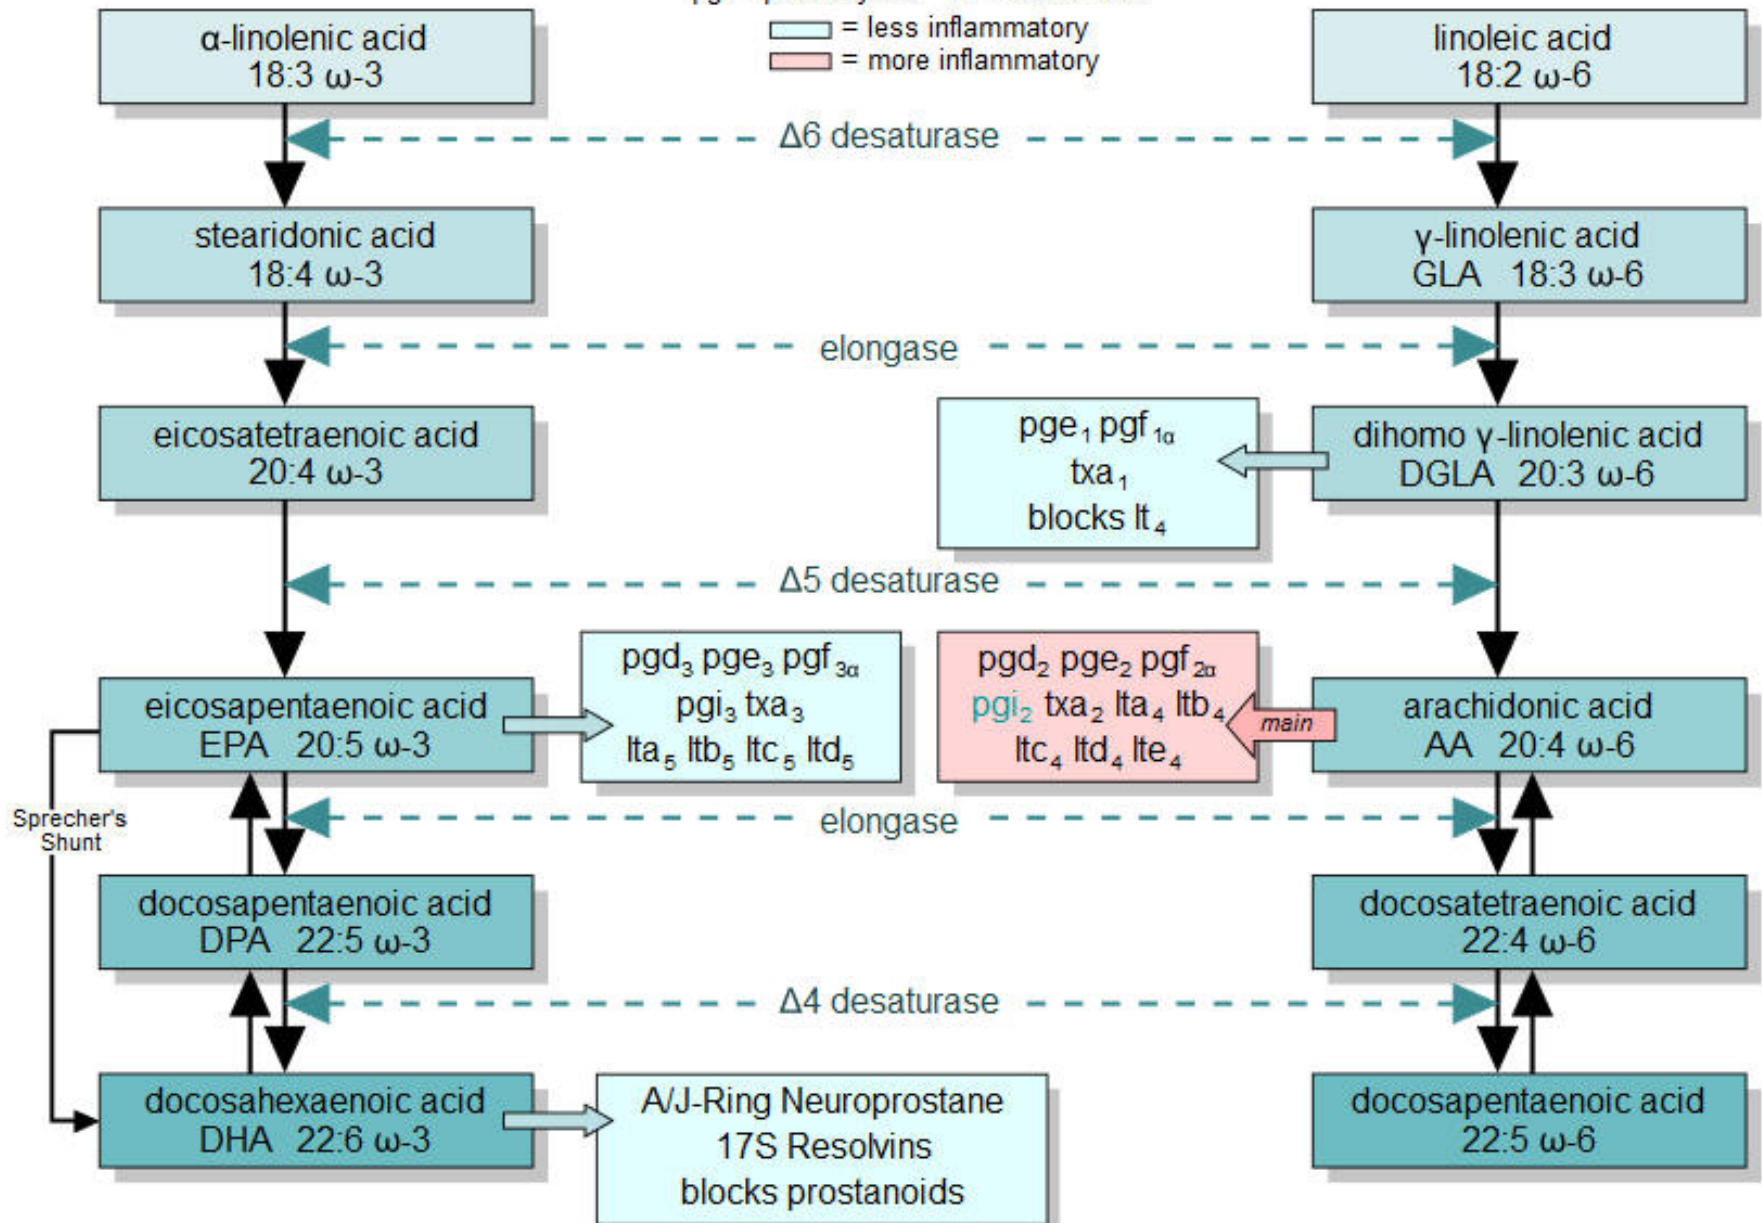 = less inflammatory
= more inflammatory
α-linolenic acid
18:3 ω-3
linoleic acid
18:2 ω-6
Δ6 desaturase
stearidonic acid
18:4 ω-3
γ-linolenic acid
GLA 18:3 ω-6
elongase
eicosatetraenoic acid
20:4 ω-3
pge₁ pgf₁α
txa₁
blocks lt₄
dihomo γ-linolenic acid
DGLA 20:3 ω-6
Δ5 desaturase
eicosapentaenoic acid
EPA 20:5 ω-3
pgd₃ pge₃ pgf₃α
pgi₃ txa₃
lta₅ ltb₅ ltc₅ ltd₅
pgd₂ pge₂ pgf₂α
pgi₂ txa₂ lta₄ ltb₄
ltc₄ ltd₄ lte₄
main
arachidonic acid
AA 20:4 ω-6
Sprecher's
Shunt
elongase
docosapentaenoic acid
DPA 22:5 ω-3
docosatetraenoic acid
22:4 ω-6
Δ4 desaturase
docosahexaenoic acid
DHA 22:6 ω-3
A/J-Ring Neuroprostane
17S Resolvins
blocks prostanoids
docosapentaenoic acid
22:5 ω-6